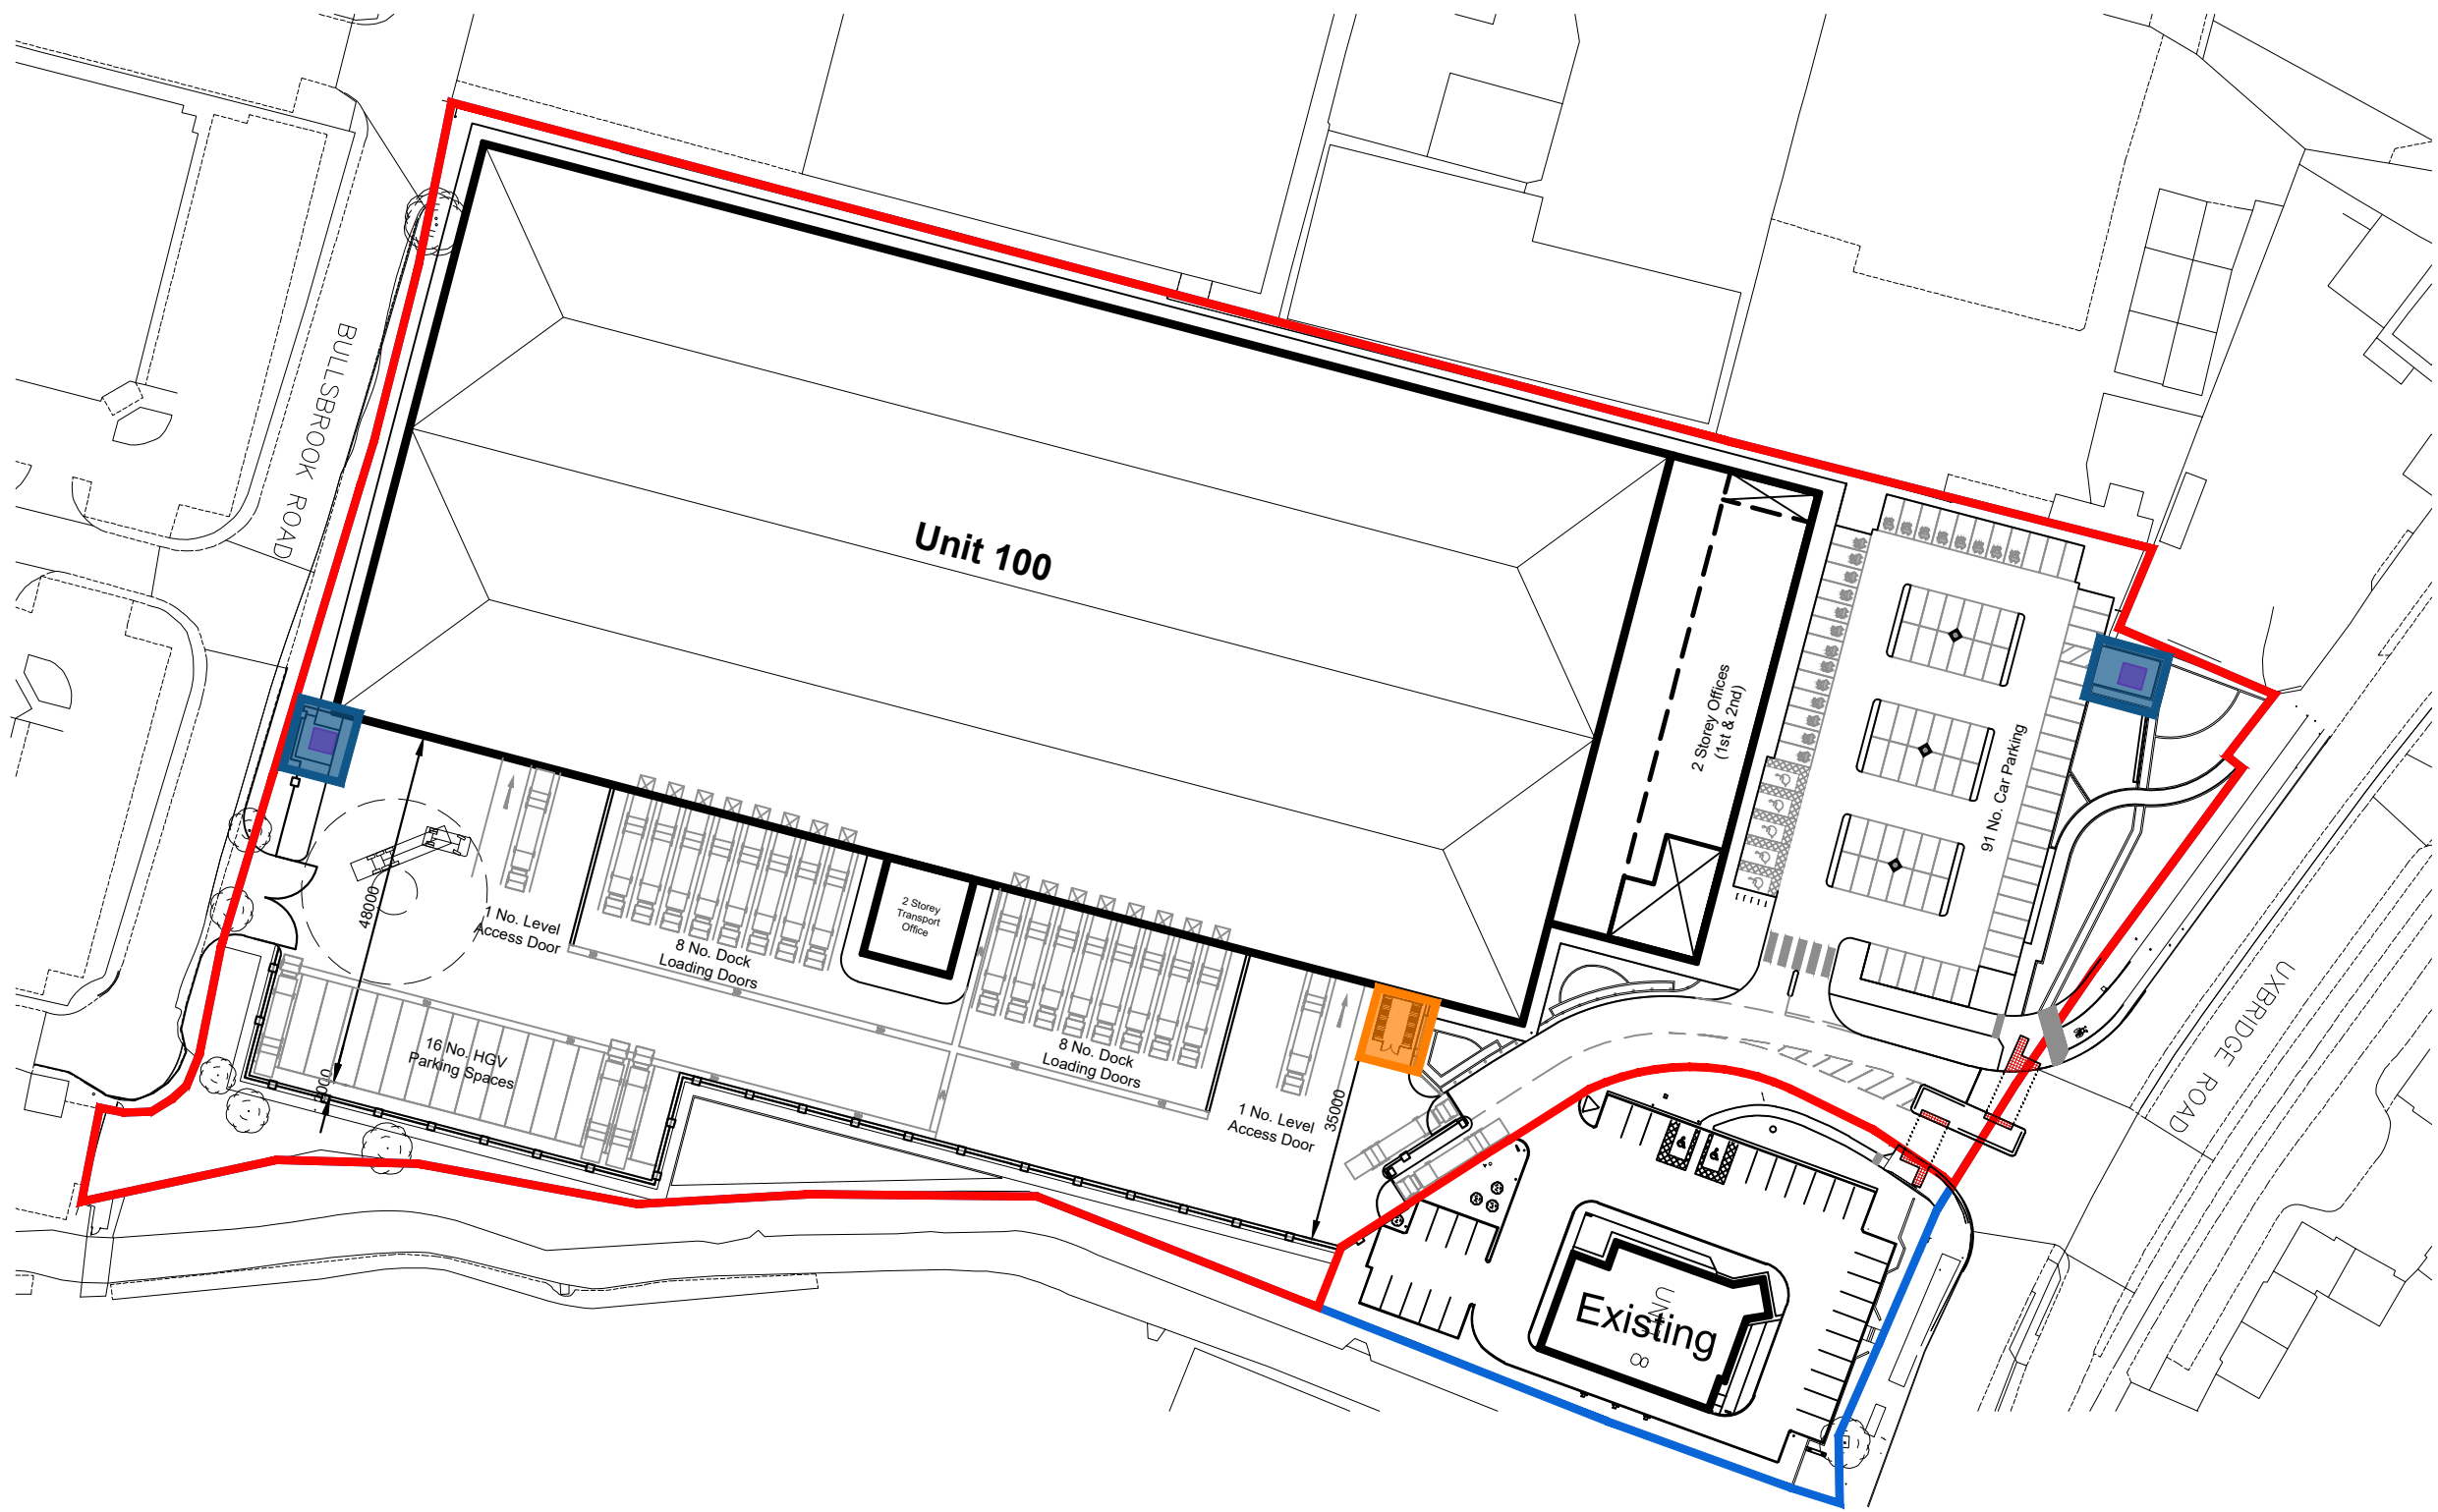 BULLSBROOK ROAD
Unit 100
2 Storey Offices
(1st & 2nd)
91 No. Car Parking
48000
1 No. Level
Access Door
8 No. Dock
Loading Doors
2 Storey
Transport
Office
16 No. HGV
Parking Spaces
8 No. Dock
Loading Doors
1 No. Level
Access Door
35000
UXBRIDGE ROAD
Existing